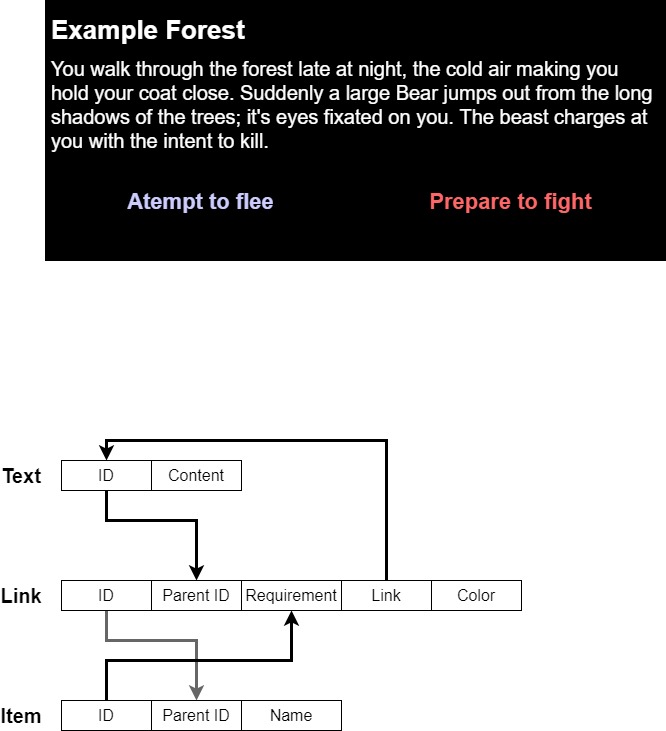 Example Forest
You walk through the forest late at night, the cold air making you
hold your coat close. Suddenly a large Bear jumps out from the long
shadows of the trees; it's eyes fixated on you. The beast charges at
you with the intent to kill.
Atempt to flee Prepare to fight
Text ID Content
Link ID Parent ID Requirement Link Color
Item ID Parent ID Name